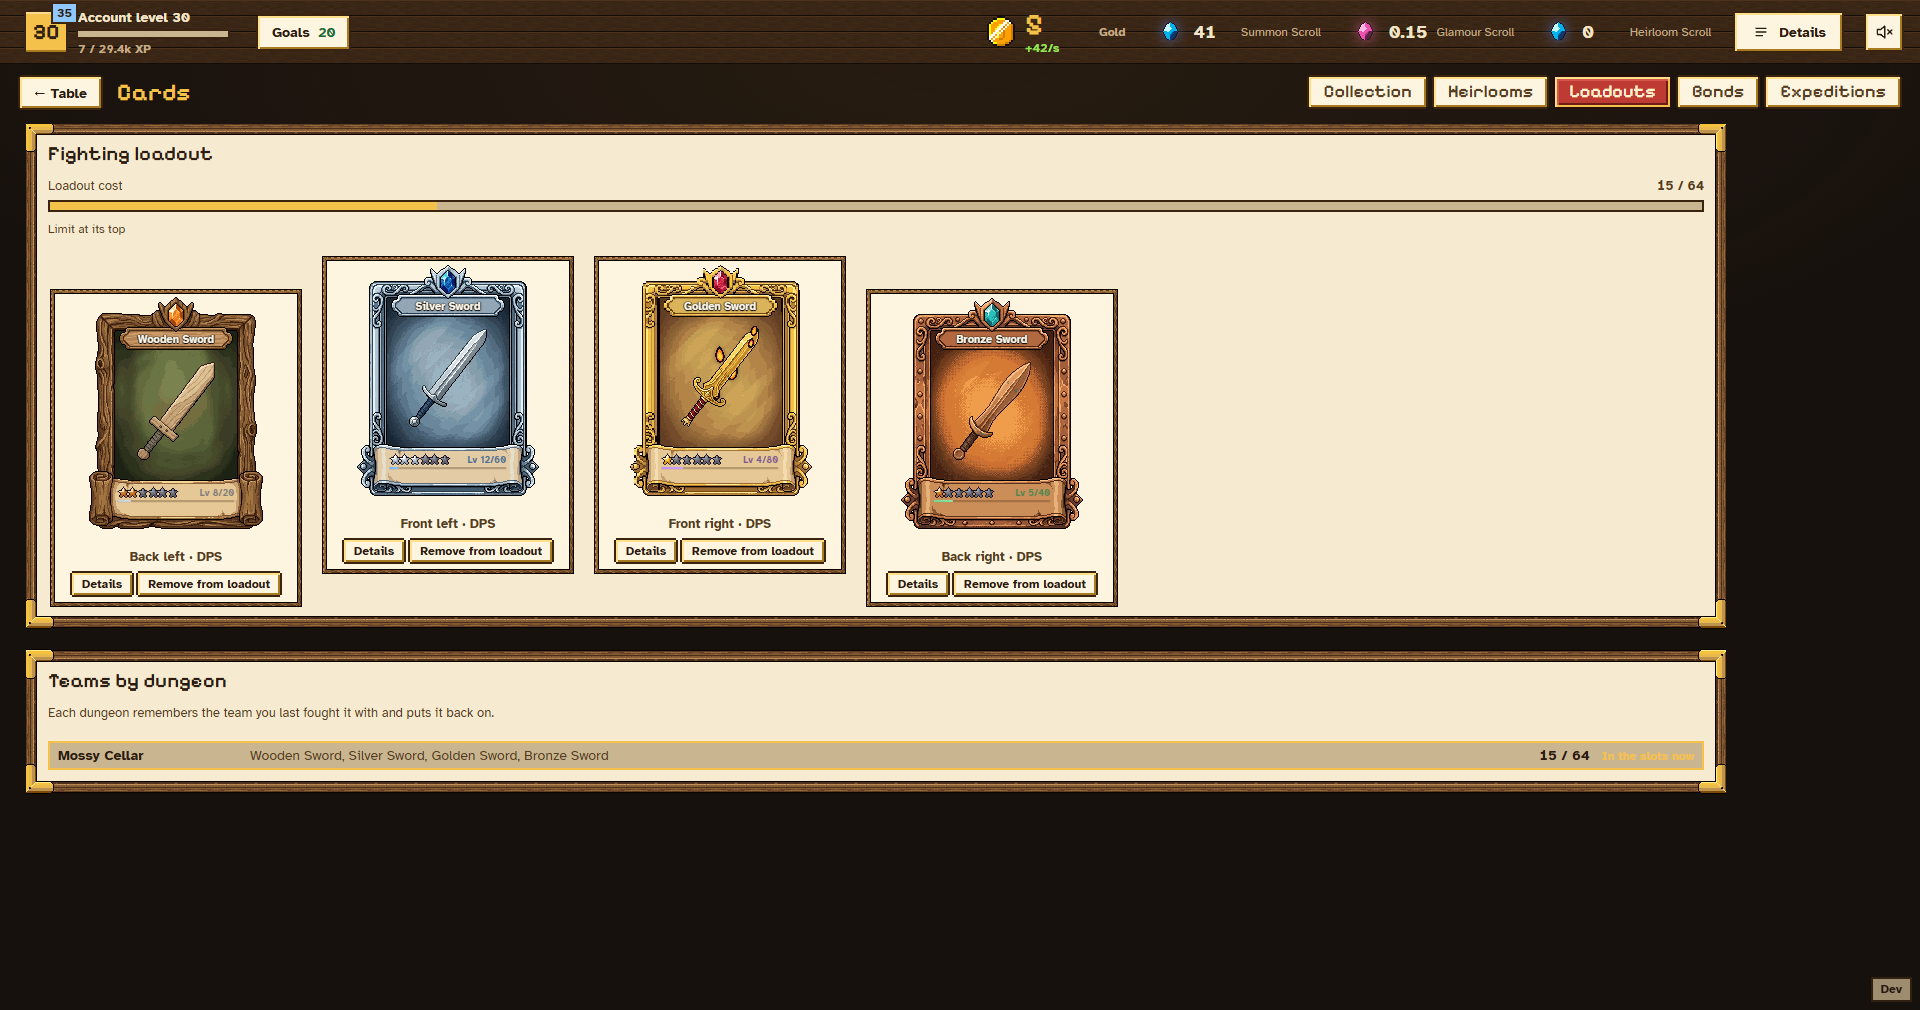 35
30
Account level 30
7 / 29.4k XP
Goals 20
+42/s
Gold
41
Summon Scroll
0.15
Glamour Scroll
0
Heirloom Scroll
Details
← Table
Cards
Collection
Heirlooms
Loadouts
Bonds
Expeditions
Fighting loadout
Loadout cost
15 / 64
Limit at its top
Wooden Sword
Lv 8/20
Back left · DPS
Details
Remove from loadout
Silver Sword
Lv 12/60
Front left · DPS
Details
Remove from loadout
Golden Sword
Lv 4/80
Front right · DPS
Details
Remove from loadout
Bronze Sword
Lv 5/40
Back right · DPS
Details
Remove from loadout
Teams by dungeon
Each dungeon remembers the team you last fought it with and puts it back on.
Mossy Cellar
Wooden Sword, Silver Sword, Golden Sword, Bronze Sword
15 / 64
In the slots now
Dev